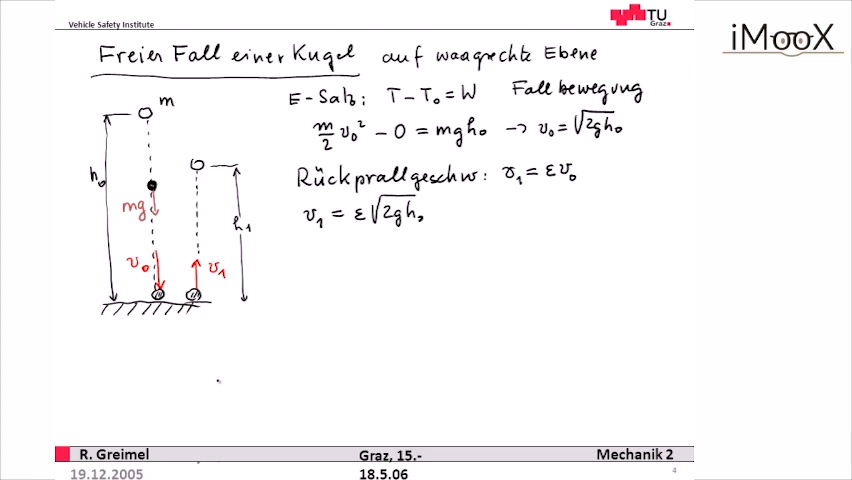 Vehicle Safety Institute
TU
Graz
iMooX
Freier Fall einer Kugel auf waagrechte Ebene
m
E-Satz: T - T₀ = W Fallbewegung
m/2 v₀² - 0 = mgh₀ → v₀ = √2gh₀
h₀
Rückprallgeschw: v₁ = εv₀
mg
v₁ = ε√2gh₀
h₁
v₀
v₁
R. Greimel Graz, 15.- Mechanik 2
19.12.2005 18.5.06 4